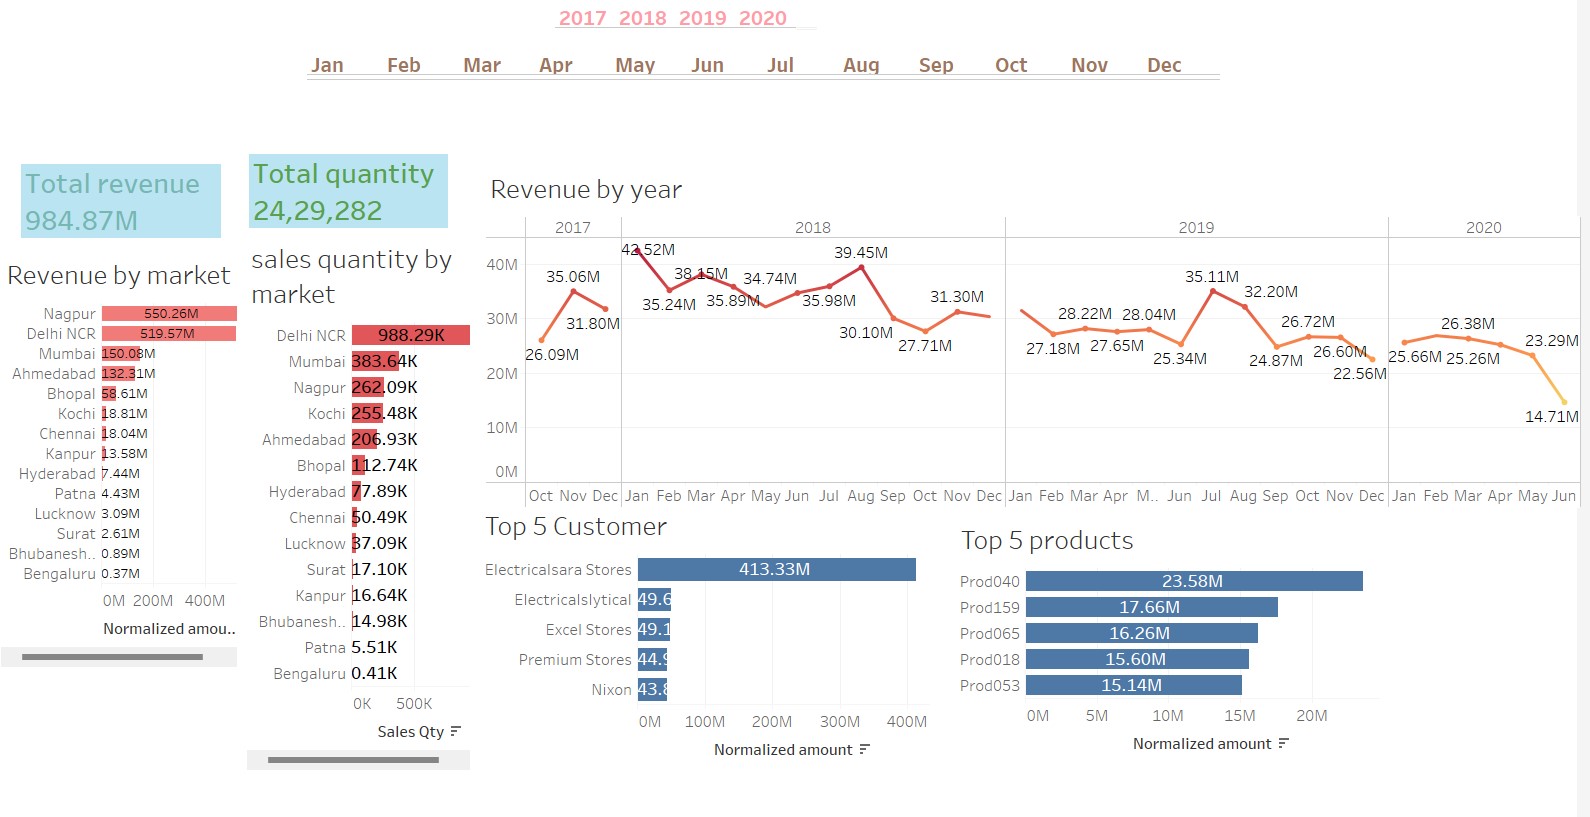 2017 2018 2019 2020
Jan Feb Mar Apr May Jun Jul Aug Sep Oct Nov Dec
Total revenue
984.87M
Revenue by market
Nagpur 550.26M
Delhi NCR 519.57M
Mumbai 150.08M
Ahmedabad 132.31M
Bhopal 58.61M
Kochi 18.81M
Chennai 18.04M
Kanpur 13.58M
Hyderabad 7.44M
Patna 4.43M
Lucknow 3.09M
Surat 2.61M
Bhubanesh.. 0.89M
Bengaluru 0.37M
0M 200M 400M
Normalized amou..
Total quantity
24,29,282
sales quantity by
market
Delhi NCR 988.29K
Mumbai 383.64K
Nagpur 262.09K
Kochi 255.48K
Ahmedabad 206.93K
Bhopal 112.74K
Hyderabad 77.89K
Chennai 50.49K
Lucknow 37.09K
Surat 17.10K
Kanpur 16.64K
Bhubanesh.. 14.98K
Patna 5.51K
Bengaluru 0.41K
0K 500K
Sales Qty
Revenue by year
2017 2018 2019 2020
40M
30M
20M
10M
0M
26.09M 35.06M 31.80M
42.52M 35.24M 38.15M 35.89M 34.74M 35.98M 39.45M 30.10M 27.71M 31.30M
27.18M 28.22M 27.65M 28.04M 25.34M 35.11M 32.20M 24.87M 26.72M 26.60M 22.56M
25.66M 26.38M 25.26M 23.29M 14.71M
Oct Nov Dec Jan Feb Mar Apr May Jun Jul Aug Sep Oct Nov Dec Jan Feb Mar Apr M.. Jun Jul Aug Sep Oct Nov Dec Jan Feb Mar Apr May Jun
Top 5 Customer
Electricalsara Stores 413.33M
Electricalslytical 49.6
Excel Stores 49.1
Premium Stores 44.9
Nixon 43.8
0M 100M 200M 300M 400M
Normalized amount
Top 5 products
Prod040 23.58M
Prod159 17.66M
Prod065 16.26M
Prod018 15.60M
Prod053 15.14M
0M 5M 10M 15M 20M
Normalized amount